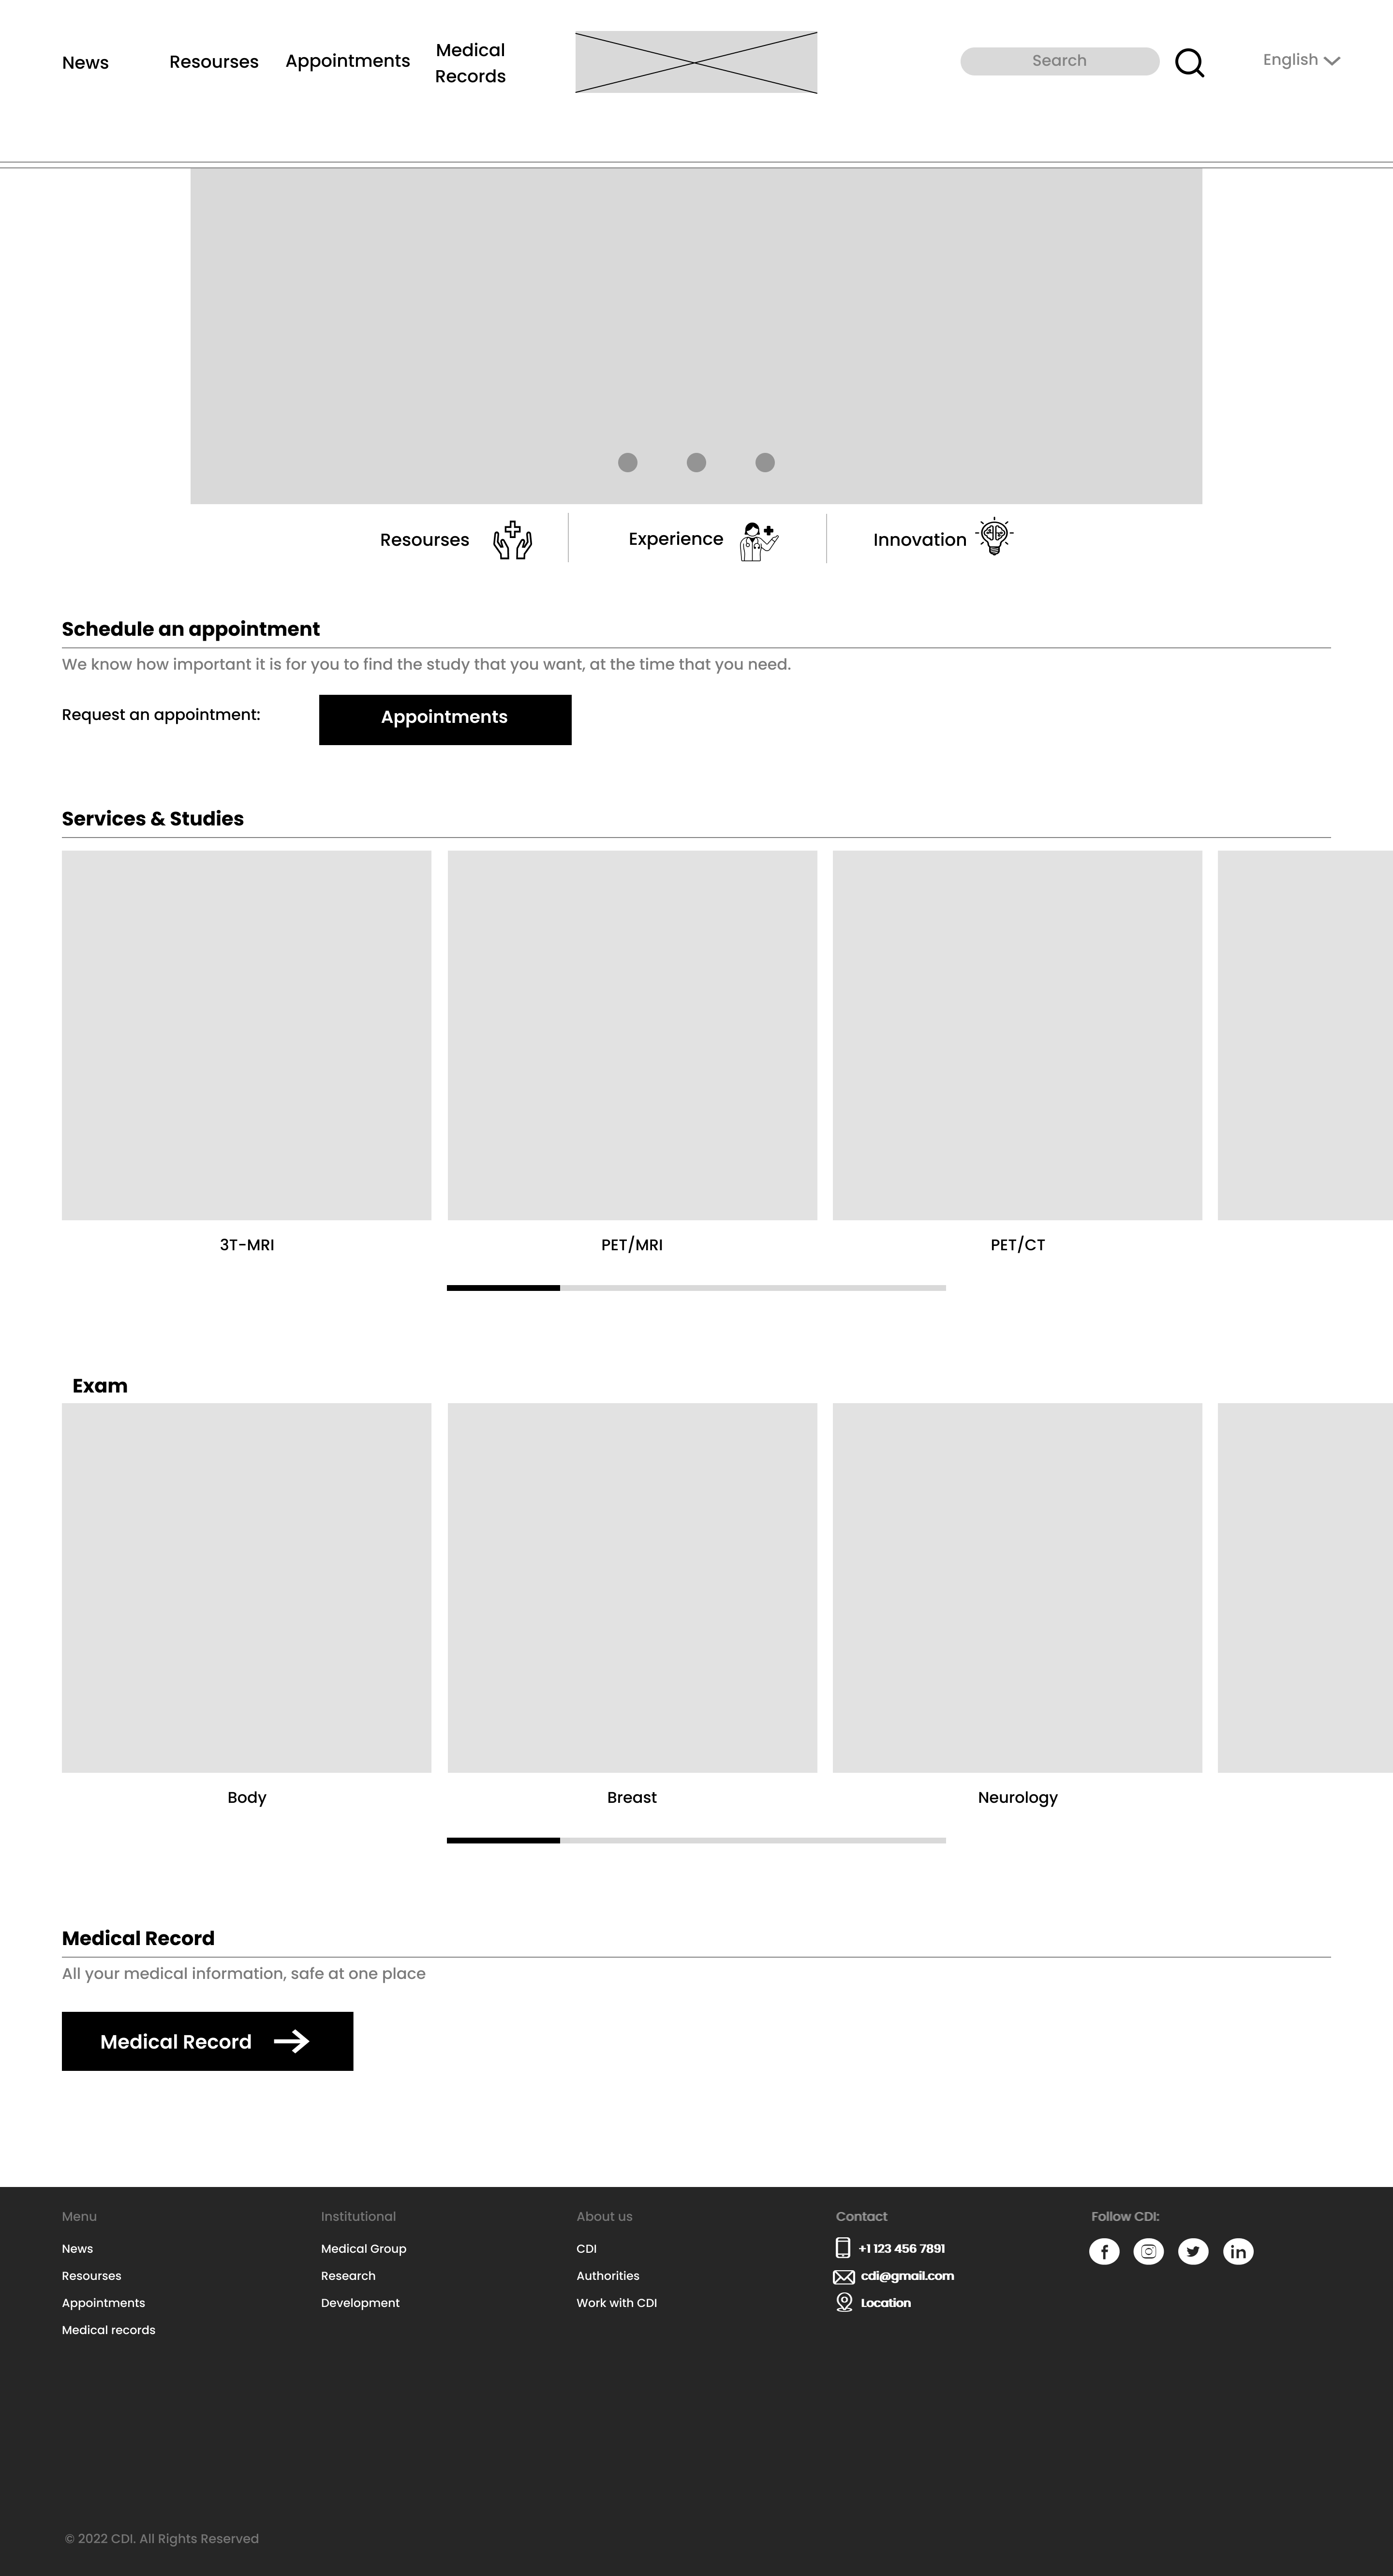 News
Resourses
Appointments
Medical
Records
Search
English
Resourses
Experience
Innovation
Schedule an appointment
We know how important it is for you to find the study that you want, at the time that you need.
Request an appointment:
Appointments
Services & Studies
3T-MRI
PET/MRI
PET/CT
Exam
Body
Breast
Neurology
Medical Record
All your medical information, safe at one place
Medical Record
Menu
News
Resourses
Appointments
Medical records
Institutional
Medical Group
Research
Development
About us
CDI
Authorities
Work with CDI
Contact
+1 123 456 7891
cdi@gmail.com
Location
Follow CDI:
f
in
© 2022 CDI. All Rights Reserved